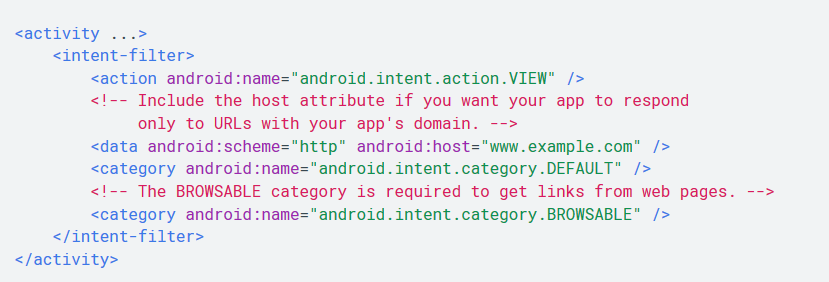 <activity ...>
    <intent-filter>
        <action android:name="android.intent.action.VIEW" />
        <!-- Include the host attribute if you want your app to respond
             only to URLs with your app's domain. -->
        <data android:scheme="http" android:host="www.example.com" />
        <category android:name="android.intent.category.DEFAULT" />
        <!-- The BROWSABLE category is required to get links from web pages. -->
        <category android:name="android.intent.category.BROWSABLE" />
    </intent-filter>
</activity>